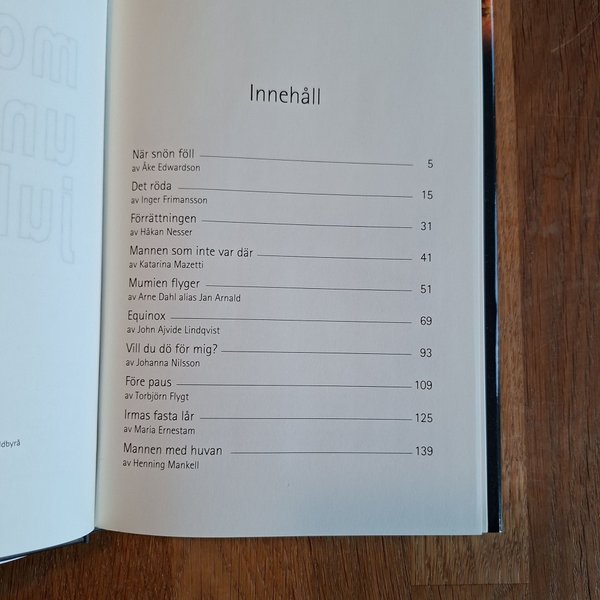 Innehåll
När snön föll 5
av Åke Edwardson
Det röda 15
av Inger Frimansson
Förrättningen 31
av Håkan Nesser
Mannen som inte var där 41
av Katarina Mazetti
Mumien flyger 51
av Arne Dahl alias Jan Arnald
Equinox 69
av John Ajvide Lindqvist
Vill du dö för mig? 93
av Johanna Nilsson
Före paus 109
av Torbjörn Flygt
Irmas fasta lår 125
av Maria Ernestam
Mannen med huvan 139
av Henning Mankell